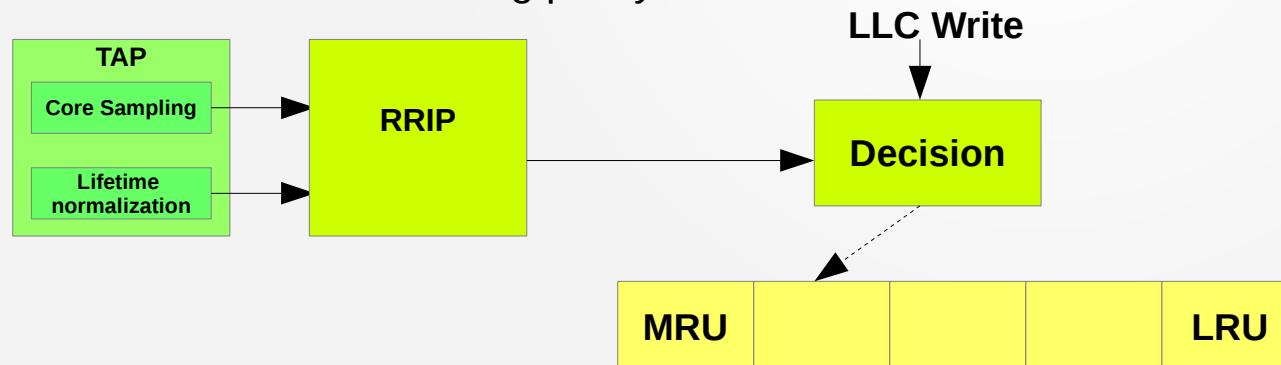 LLC Write
TAP
Core Sampling
Lifetime
normalization
RRIP
Decision
MRU
LRU